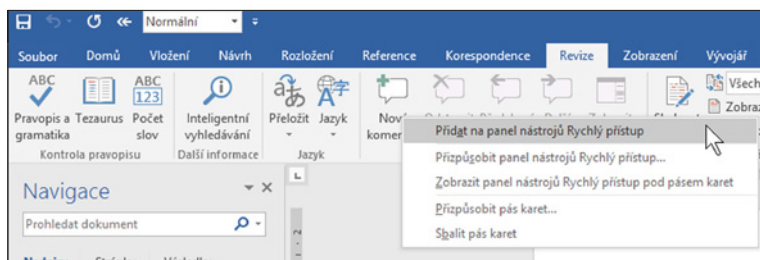 Normální
Soubor Domů Vložení Návrh Rozložení Reference Korespondence Revize Zobrazení Vývojář
ABC ABC 123
Pravopis a Tezaurus Počet Inteligentní Přeložit Jazyk
gramatika slov vyhledávání
Kontrola pravopisu Další informace Jazyk
Všech
Zobra
Přidat na panel nástrojů Rychlý přístup
Přizpůsobit panel nástrojů Rychlý přístup...
Zobrazit panel nástrojů Rychlý přístup pod pásem karet
Přizpůsobit pás karet...
Sbalit pás karet
Navigace
Prohledat dokument
2